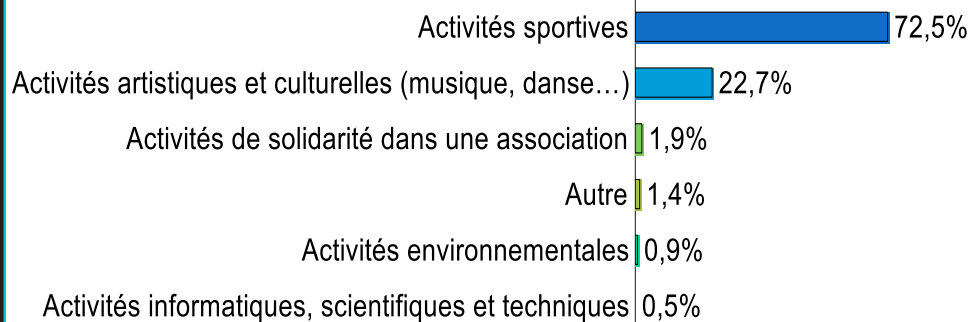 Activités sportives 72,5%
Activités artistiques et culturelles (musique, danse…) 22,7%
Activités de solidarité dans une association 1,9%
Autre 1,4%
Activités environnementales 0,9%
Activités informatiques, scientifiques et techniques 0,5%